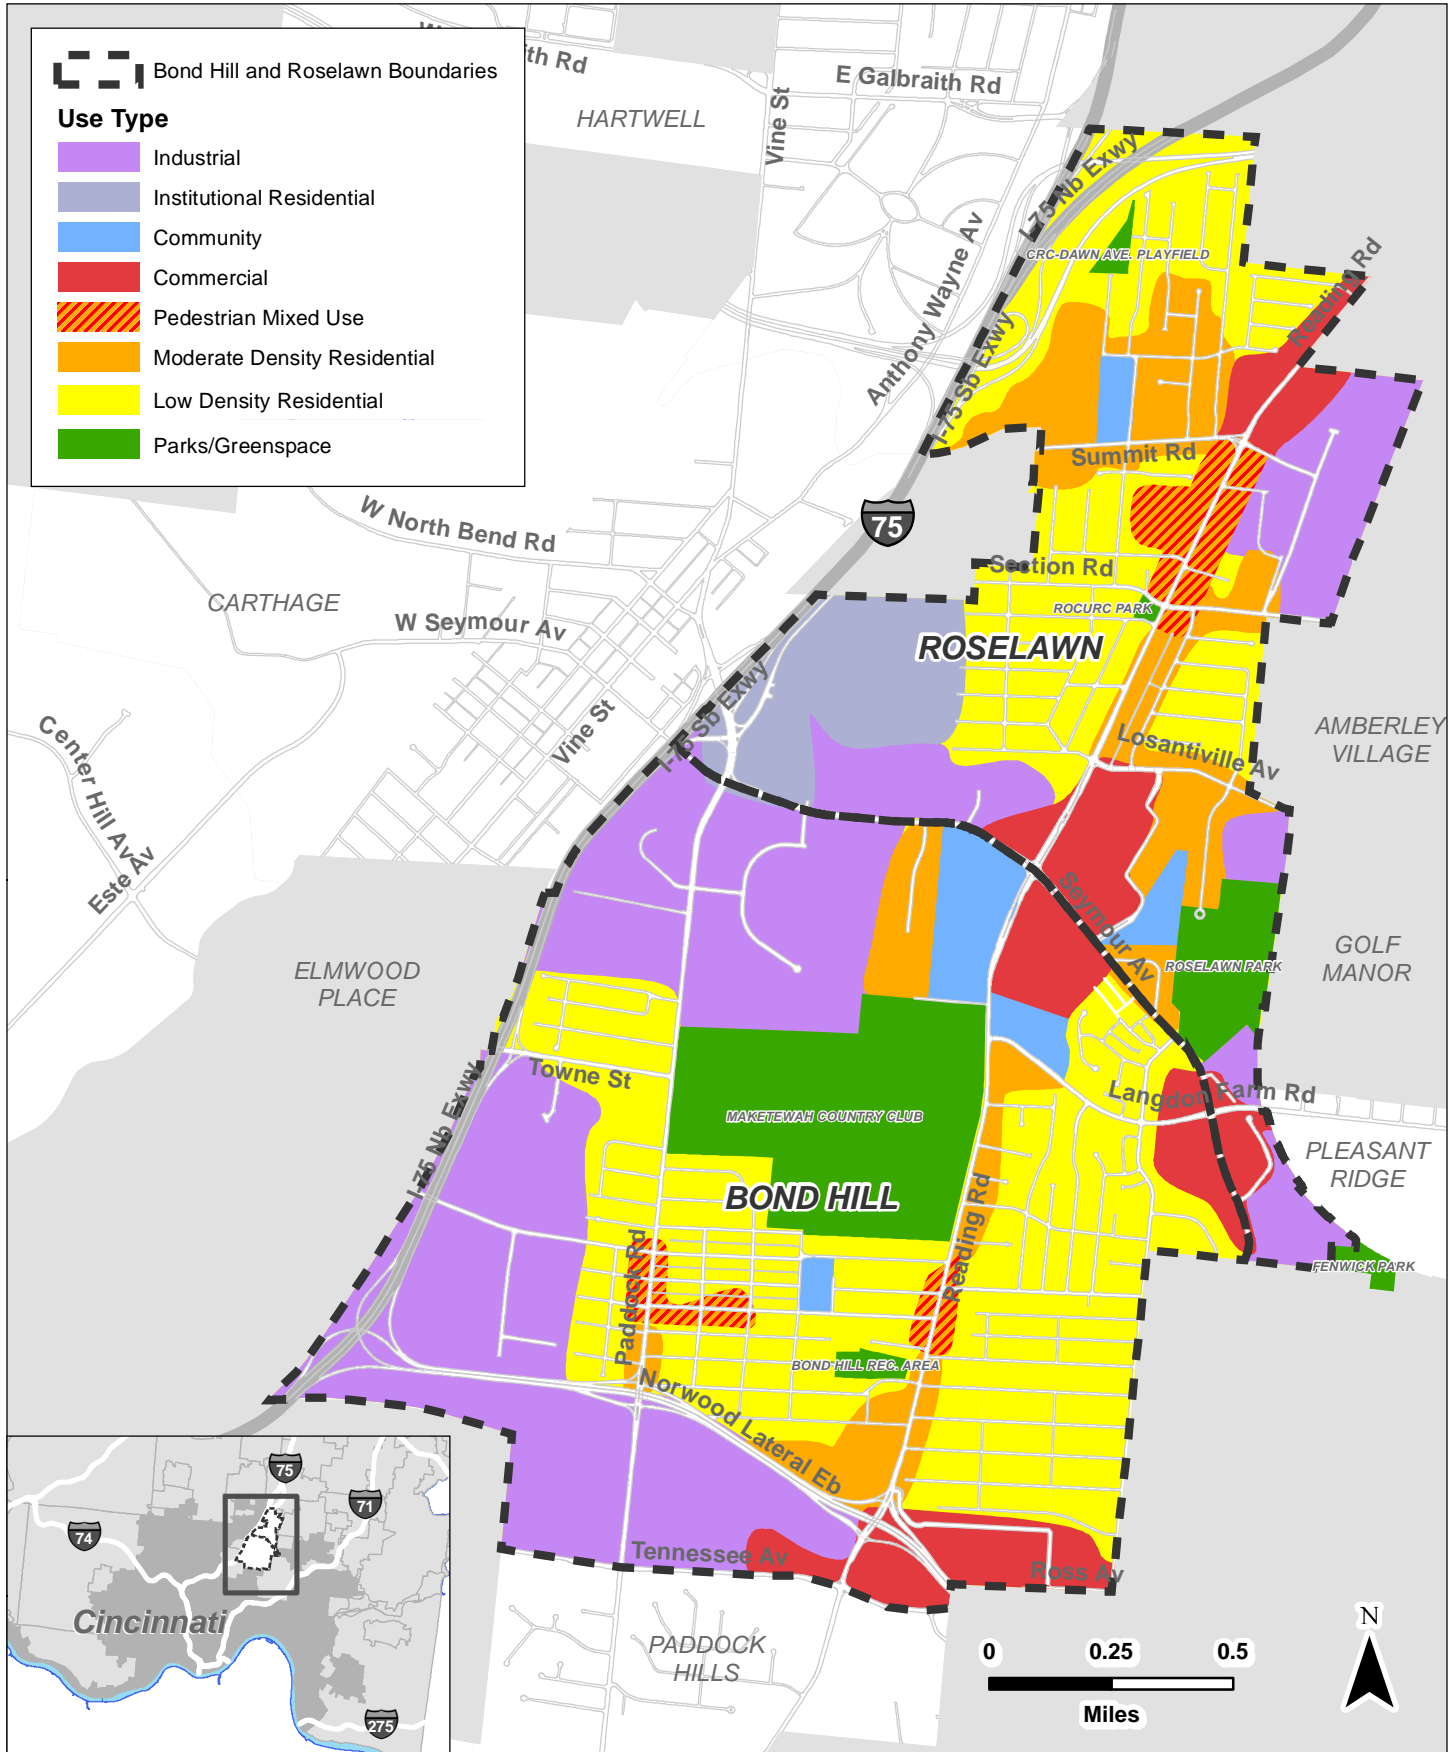 Bond Hill and Roselawn Boundaries
Use Type
Industrial
Institutional Residential
Community
Commercial
Pedestrian Mixed Use
Moderate Density Residential
Low Density Residential
Parks/Greenspace
ith Rd
E Galbraith Rd
HARTWELL
Vine St
I-75 Nb Exwy
CRC-DAWN AVE. PLAYFIELD
Reading Rd
Anthony Wayne Av
I-75 Sb Exwy
Summit Rd
75
W North Bend Rd
Section Rd
CARTHAGE
W Seymour Av
ROCURC PARK
ROSELAWN
I-75 Sb Exwy
Vine St
Losantiville Av
AMBERLEY
VILLAGE
Center Hill Av
Este Av
Seymour Av
ELMWOOD
PLACE
ROSELAWN PARK
GOLF
MANOR
Towne St
I-75 Nb Exwy
Langdon Farm Rd
MAKETEWAH COUNTRY CLUB
PLEASANT
RIDGE
BOND HILL
Reading Rd
Paddock Rd
FENWICK PARK
BOND HILL REC. AREA
Norwood Lateral Eb
Tennessee Av
Ross Av
PADDOCK
HILLS
75
71
74
Cincinnati
275
0 0.25 0.5
Miles
N